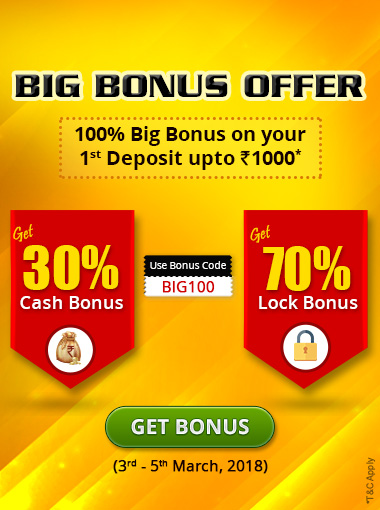 BIG BONUS OFFER
100% Big Bonus on your
1st Deposit upto ₹1000*
Get
30%
Cash Bonus
₹
Use Bonus Code
BIG100
Get
70%
Lock Bonus
GET BONUS
(3rd - 5th March, 2018)
*T&C Apply